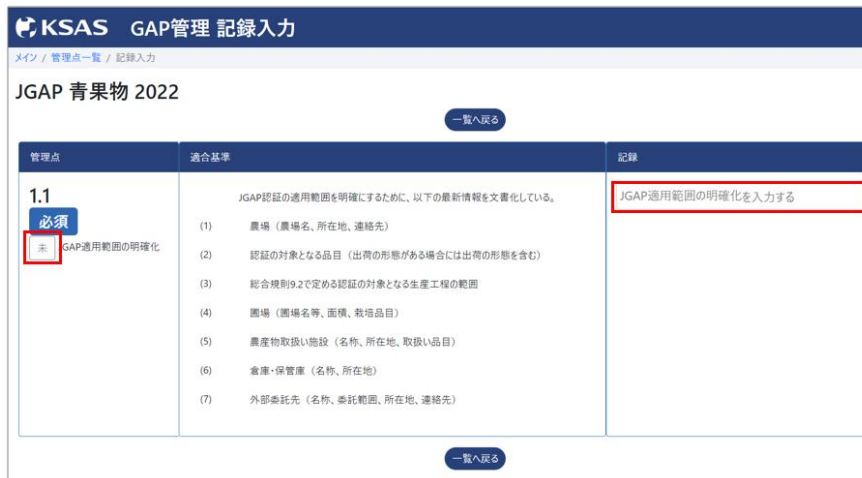 KSAS GAP管理 記録入力
メイン / 管理点一覧 / 記録入力
JGAP 青果物 2022
一覧へ戻る
管理点 適合基準 記録
1.1
必須
未 JGAP適用範囲の明確化
JGAP認証の適用範囲を明確にするために、以下の最新情報を文書化している。
(1) 農場（農場名、所在地、連絡先）
(2) 認証の対象となる品目（出荷の形態がある場合には出荷の形態を含む）
(3) 総合規則9.2で定める認証の対象となる生産工程の範囲
(4) 圃場（圃場名等、面積、栽培品目）
(5) 農産物取扱い施設（名称、所在地、取扱い品目）
(6) 倉庫・保管庫（名称、所在地）
(7) 外部委託先（名称、委託範囲、所在地、連絡先）
JGAP適用範囲の明確化を入力する
一覧へ戻る